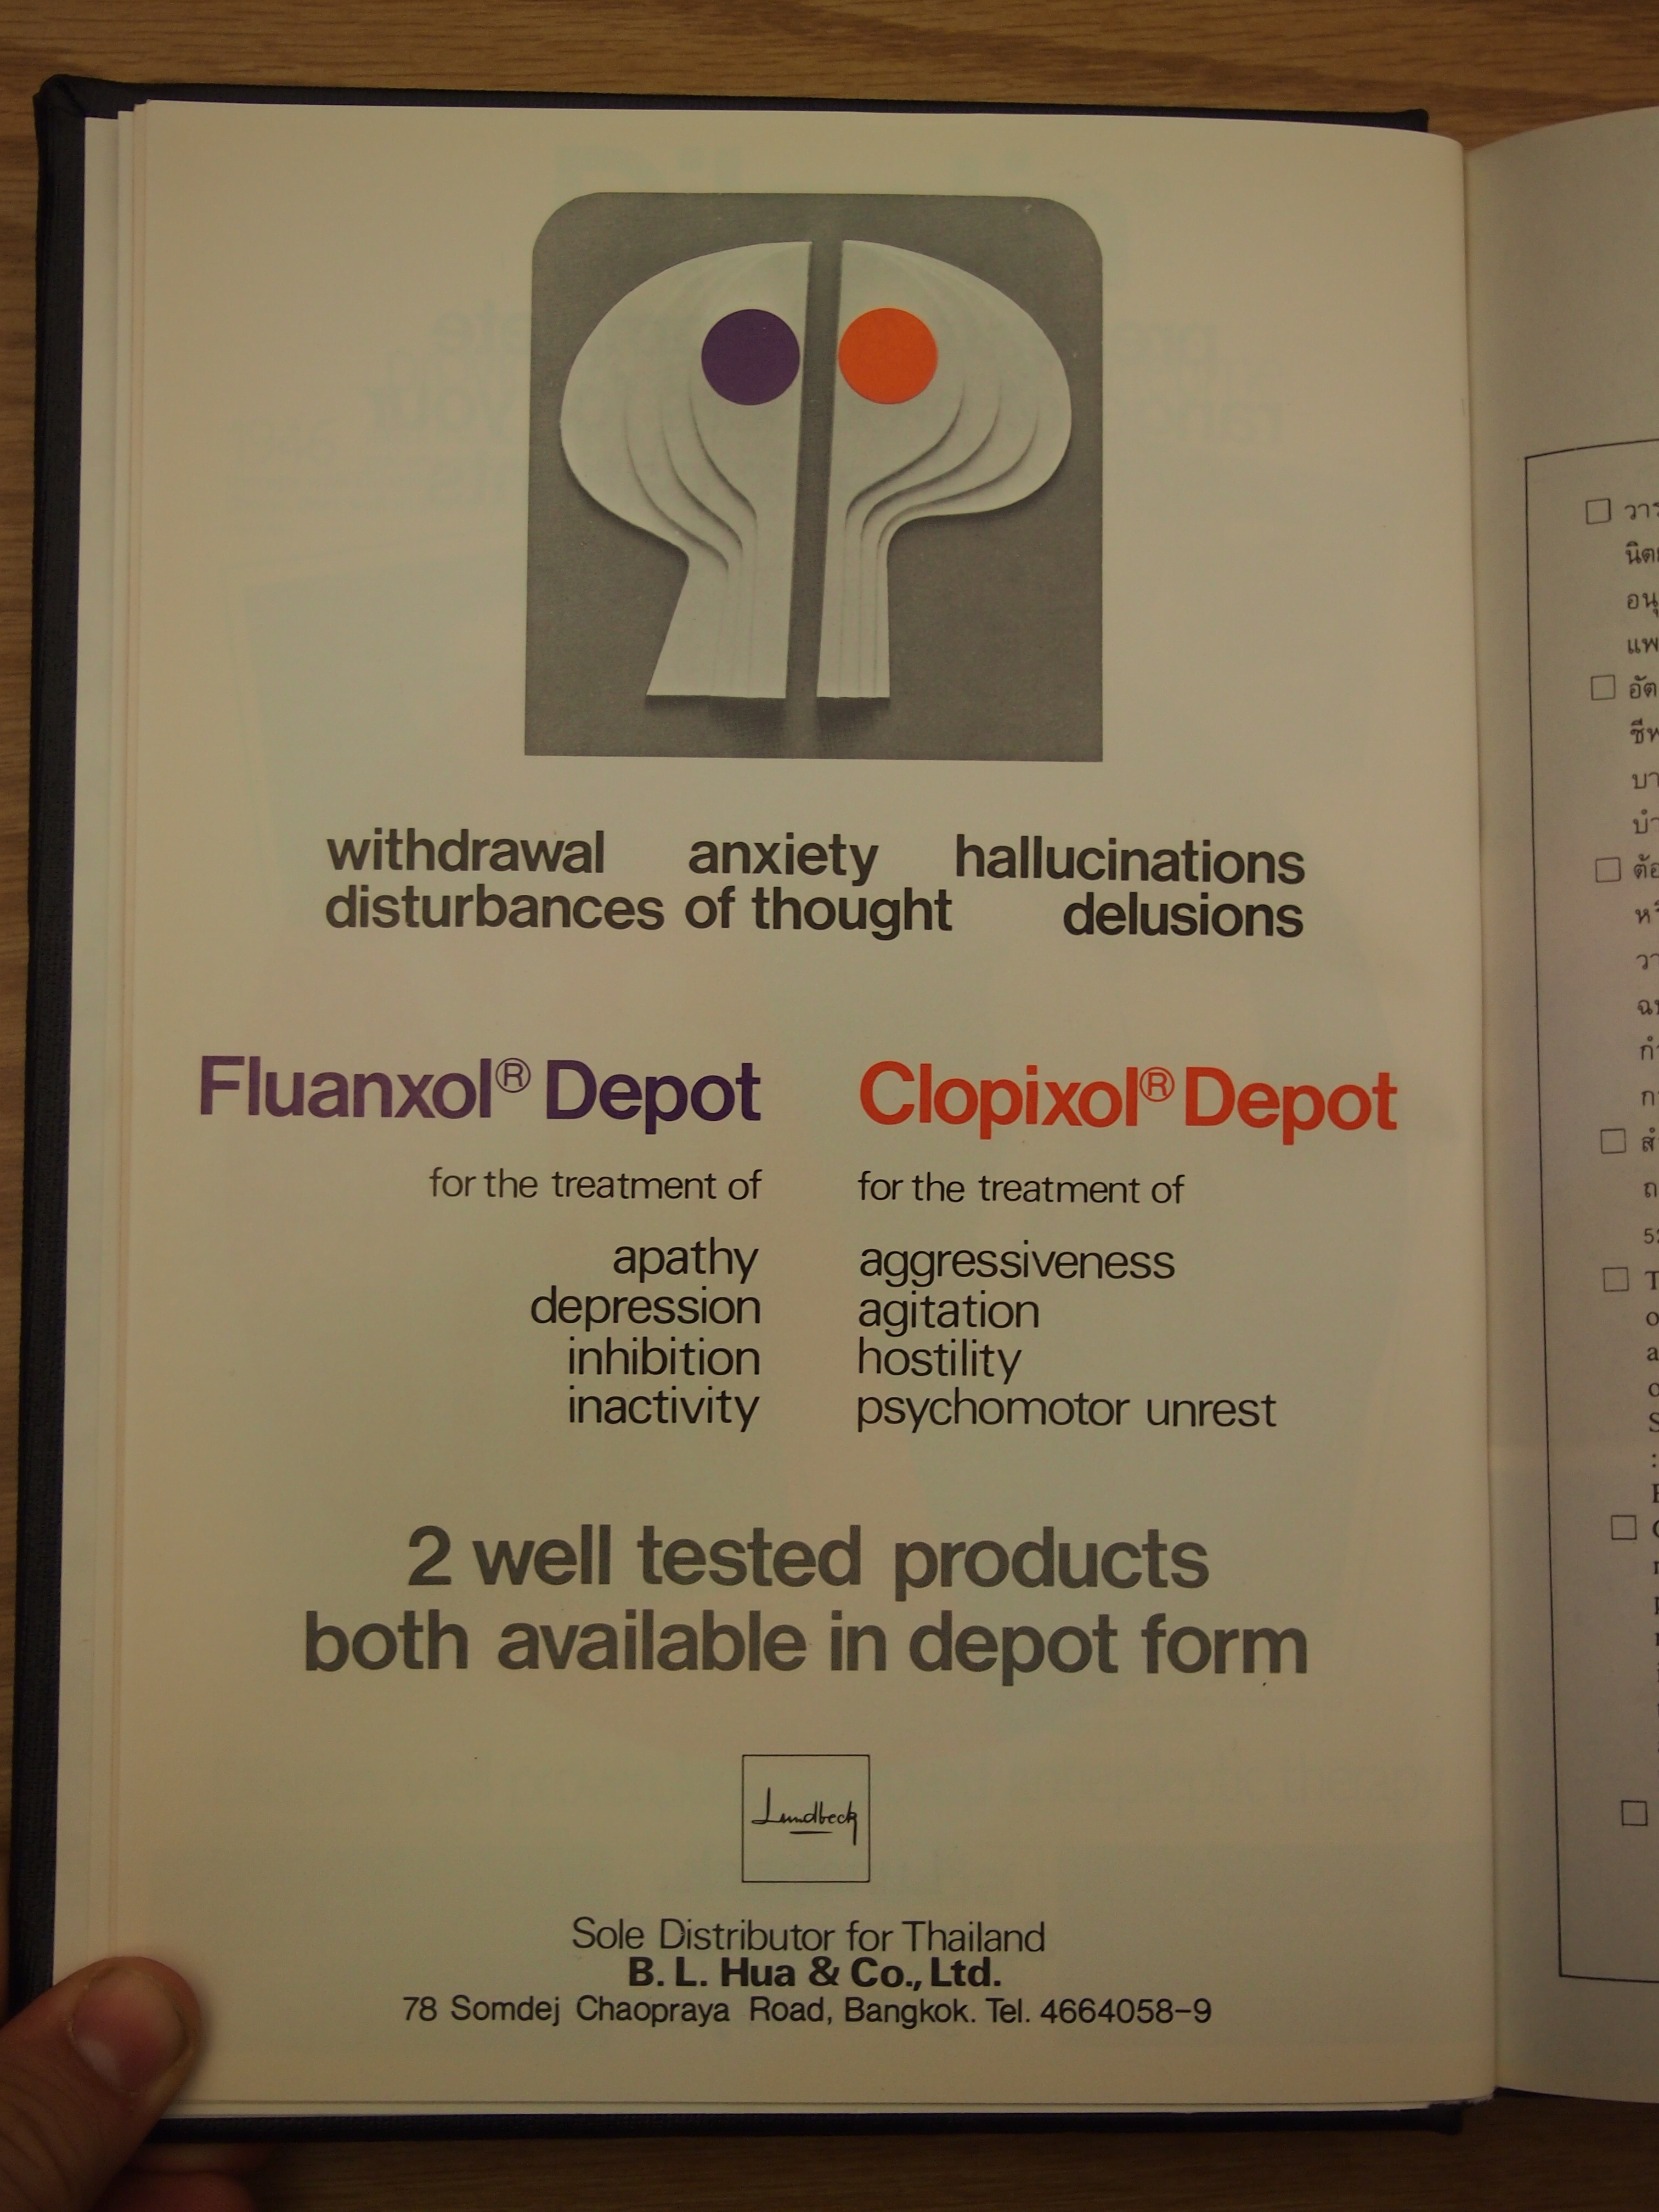 withdrawal anxiety hallucinations
disturbances of thought delusions
Fluanxol® Depot
for the treatment of
apathy
depression
inhibition
inactivity
Clopixol® Depot
for the treatment of
aggressiveness
agitation
hostility
psychomotor unrest
2 well tested products
both available in depot form
Lundbeck
Sole Distributor for Thailand
B. L. Hua & Co., Ltd.
78 Somdej Chaopraya Road, Bangkok. Tel. 4664058-9